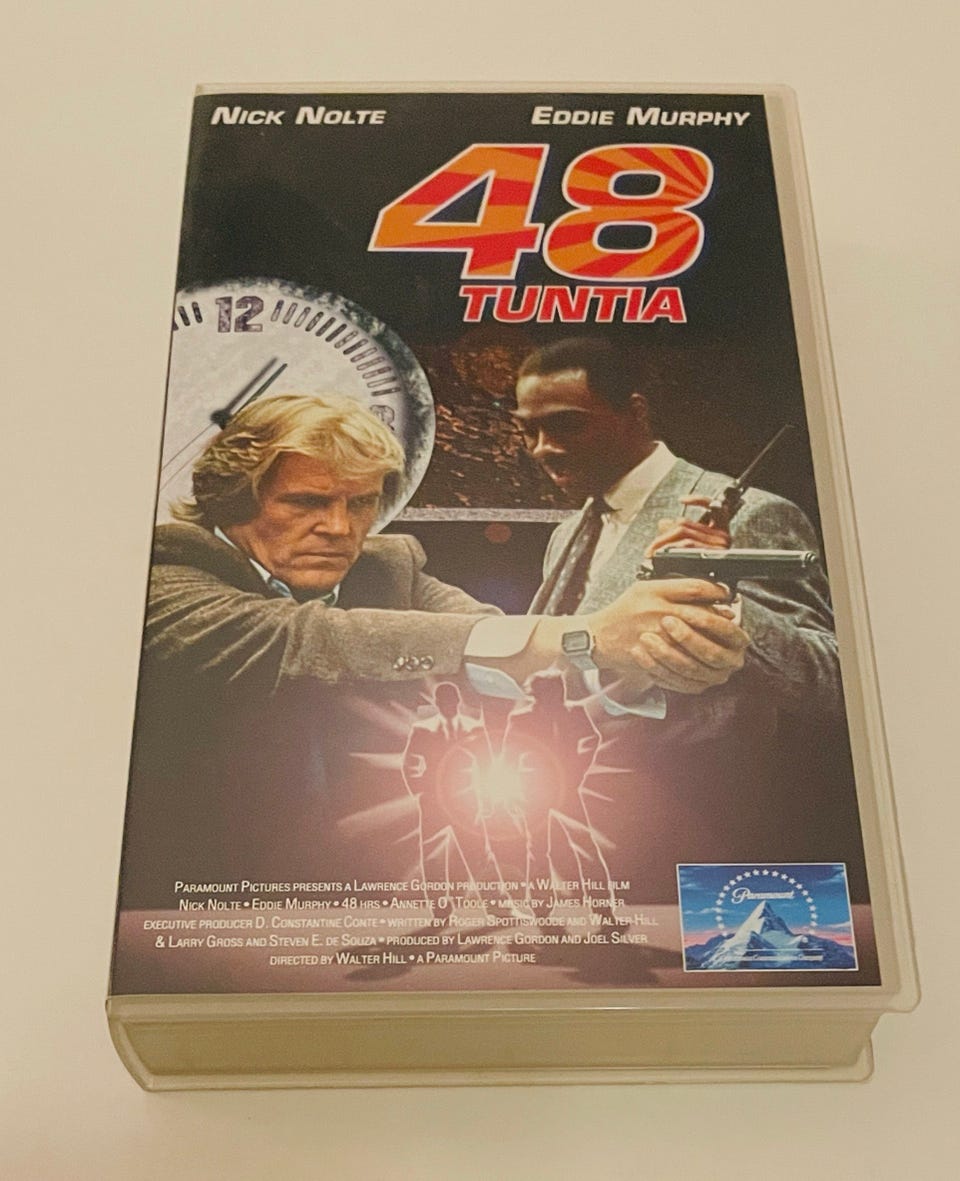 NICK NOLTE EDDIE MURPHY
48
TUNTIA
12
PARAMOUNT PICTURES PRESENTS A LAWRENCE GORDON PRODUCTION • A WALTER HILL FILM
NICK NOLTE • EDDIE MURPHY • 48 HRS • ANNETTE O'TOOLE • MUSIC BY JAMES HORNER
EXECUTIVE PRODUCER D. CONSTANTINE CONTE • WRITTEN BY ROGER SPOTTISWOODE AND WALTER HILL
& LARRY GROSS AND STEVEN E. DE SOUZA • PRODUCED BY LAWRENCE GORDON AND JOEL SILVER
DIRECTED BY WALTER HILL • A PARAMOUNT PICTURE
Paramount